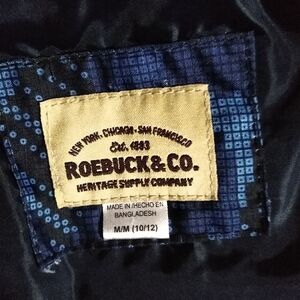 NEW YORK, CHICAGO, SAN FRANCISCO
Est. 1893
ROEBUCK & CO.
HERITAGE SUPPLY COMPANY
MADE IN /HECHO EN
BANGLADESH
M/M (10/12)